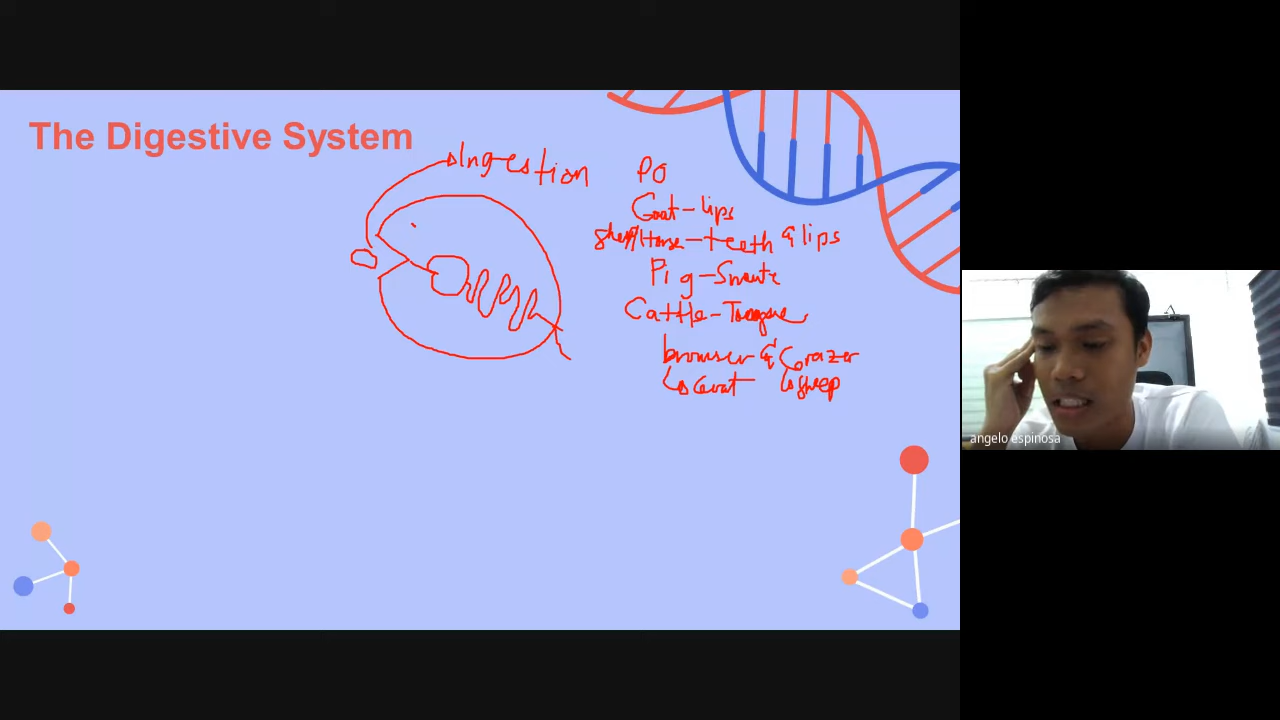 The Digestive System
Ingestion
PO
Goat - lips
sheep/Horse - teeth & lips
Pig - Snout
Cattle - Tongue
browser & Grazer
Goat sheep
angelo espinosa